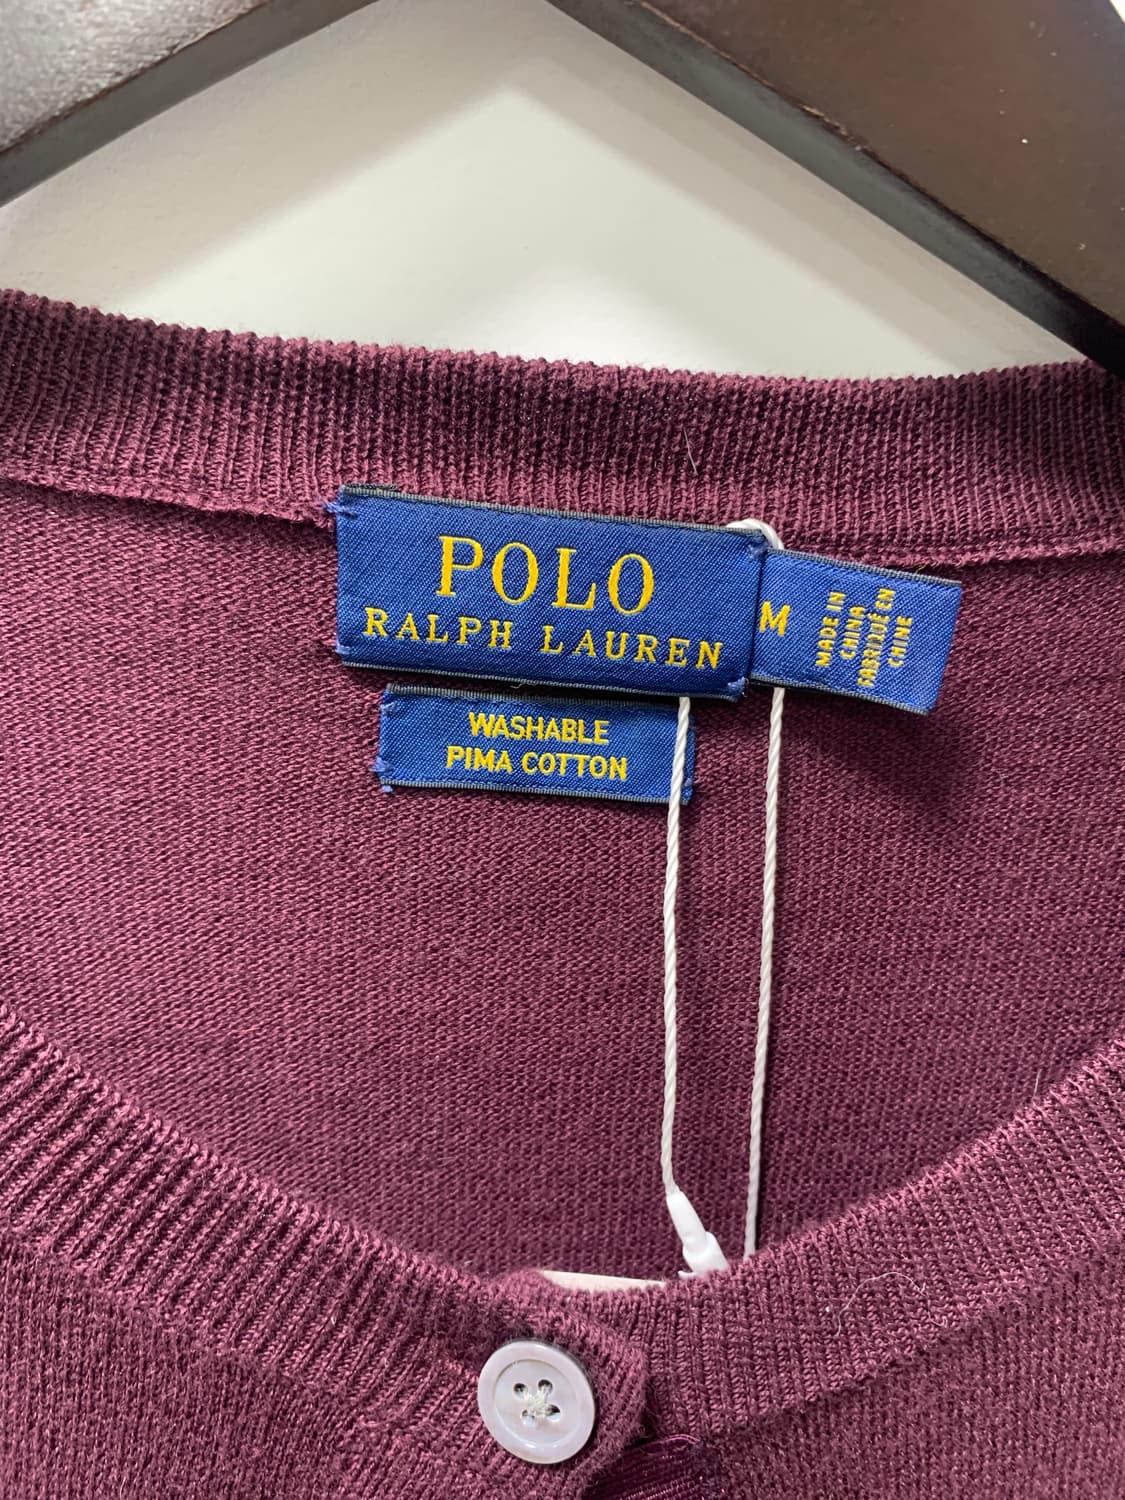 POLO
RALPH LAUREN
M
MADE IN
CHINA
FABRIQUÉ EN
CHINE
WASHABLE
PIMA COTTON